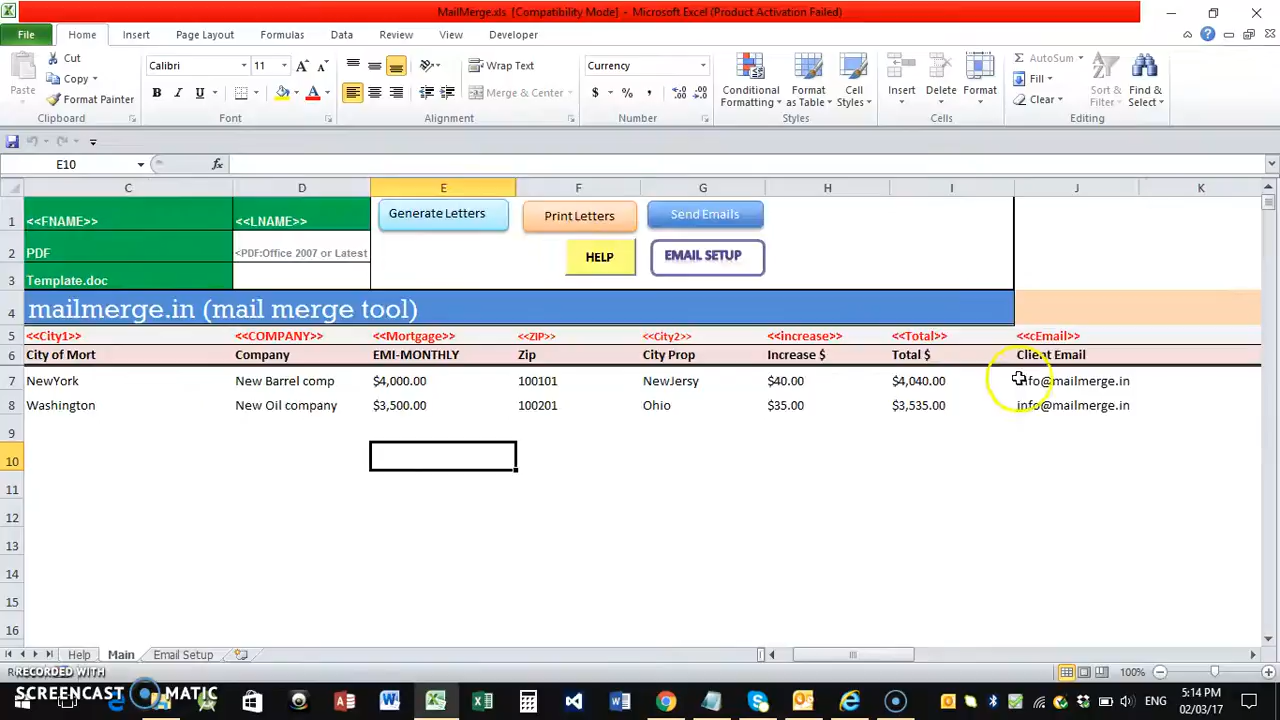 MailMerge.xls [Compatibility Mode] - Microsoft Excel (Product Activation Failed)
File Home Insert Page Layout Formulas Data Review View Developer
Paste
Cut
Copy
Format Painter
Clipboard
Calibri 11
B I U
Font
Wrap Text
Merge & Center
Alignment
Currency
$ % ,
Number
Conditional Formatting
Format as Table
Cell Styles
Styles
Insert Delete Format
Cells
AutoSum
Fill
Clear
Sort & Filter
Find & Select
Editing
E10 fx
C D E F G H I J K
1 <<FNAME>> <<LNAME>> Generate Letters Print Letters Send Emails
2 PDF <PDF:Office 2007 or Latest HELP EMAIL SETUP
3 Template.doc
4 mailmerge.in (mail merge tool)
5 <<City1>> <<COMPANY>> <<Mortgage>> <<ZIP>> <<City2>> <<increase>> <<Total>> <<cEmail>>
6 City of Mort Company EMI-MONTHLY Zip City Prop Increase $ Total $ Client Email
7 NewYork New Barrel comp $4,000.00 100101 NewJersy $40.00 $4,040.00 info@mailmerge.in
8 Washington New Oil company $3,500.00 100201 Ohio $35.00 $3,535.00 info@mailmerge.in
9
10
11
12
13
14
15
16
Help Main Email Setup
100%
RECORDED WITH
SCREENCAST MATIC
ENG
5:14 PM
02/03/17